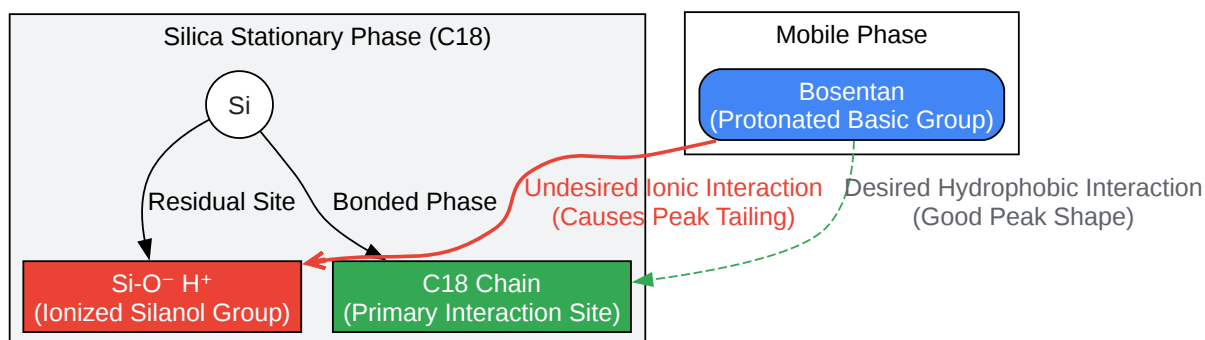 Silica Stationary Phase (C18)
Mobile Phase
Si
Bosentan
(Protonated Basic Group)
Residual Site
Bonded Phase
Undesired Ionic Interaction
(Causes Peak Tailing)
Desired Hydrophobic Interaction
(Good Peak Shape)
Si-O⁻ H⁺
(Ionized Silanol Group)
C18 Chain
(Primary Interaction Site)